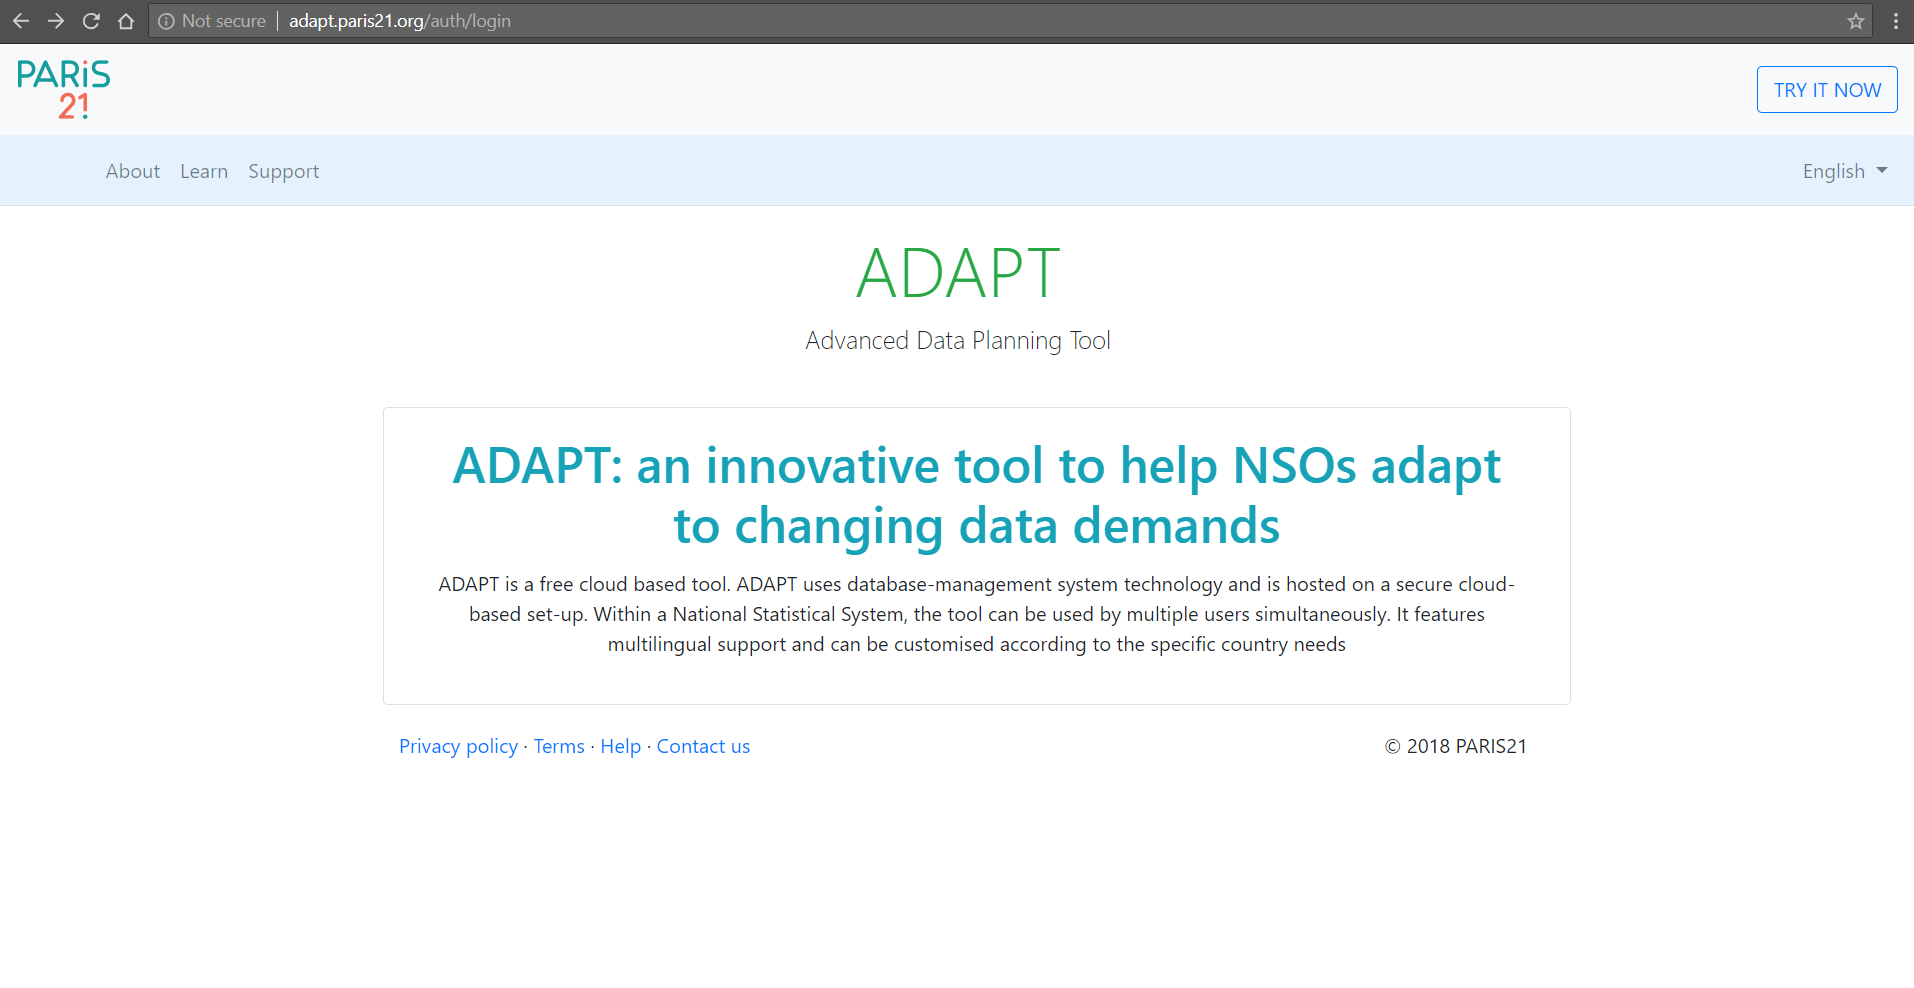 Not secure | adapt.paris21.org/auth/login
PARiS
21!
TRY IT NOW
About Learn Support English
ADAPT
Advanced Data Planning Tool
ADAPT: an innovative tool to help NSOs adapt
to changing data demands
ADAPT is a free cloud based tool. ADAPT uses database-management system technology and is hosted on a secure cloud-
based set-up. Within a National Statistical System, the tool can be used by multiple users simultaneously. It features
multilingual support and can be customised according to the specific country needs
Privacy policy · Terms · Help · Contact us © 2018 PARIS21